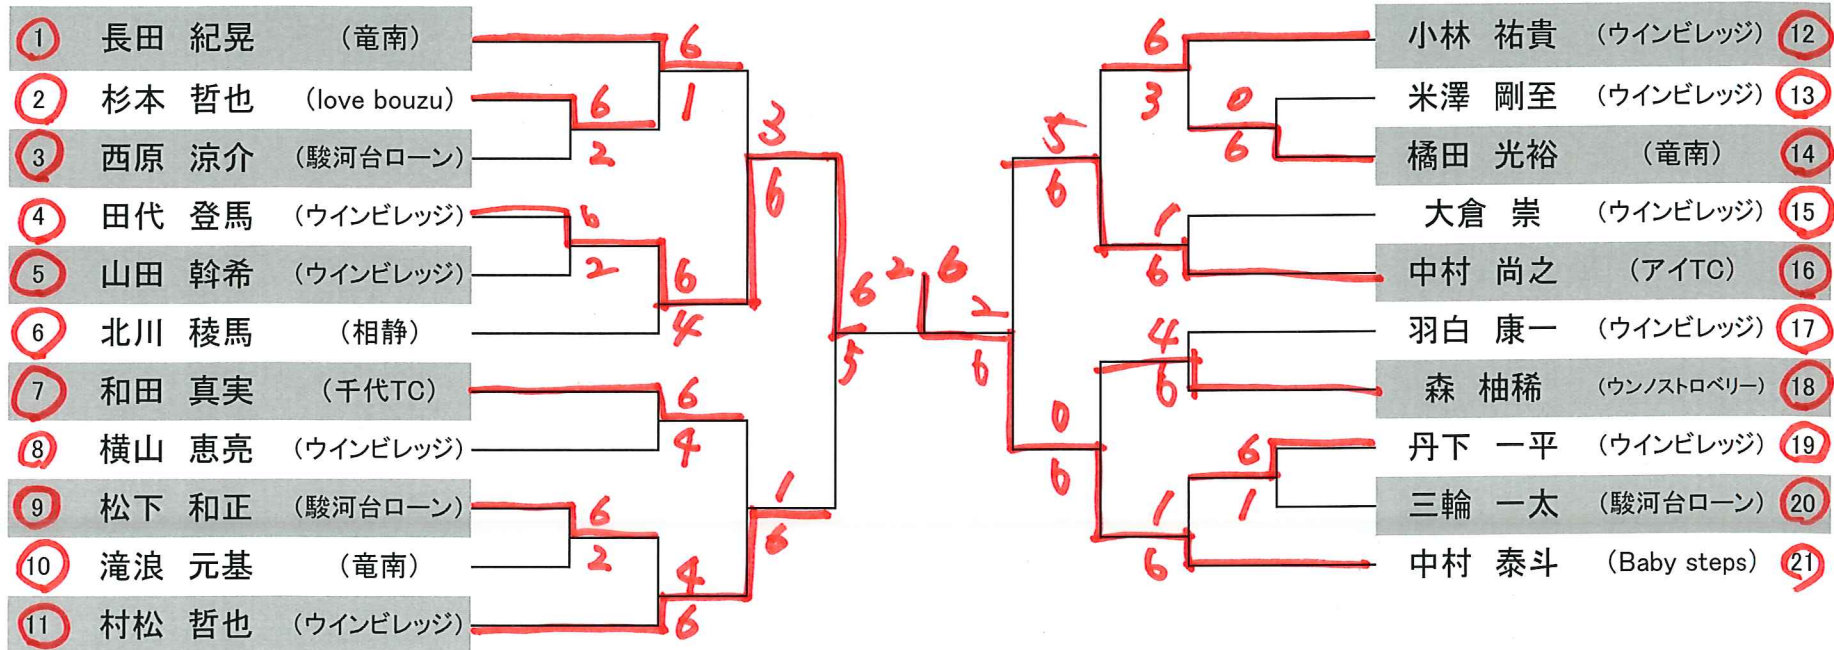 1 長田 紀晃 (竜南)
2 杉本 哲也 (love bouzu)
3 西原 涼介 (駿河台ローン)
4 田代 登馬 (ウインビレッジ)
5 山田 斡希 (ウインビレッジ)
6 北川 稜馬 (相静)
7 和田 真実 (千代TC)
8 横山 恵亮 (ウインビレッジ)
9 松下 和正 (駿河台ローン)
10 滝浪 元基 (竜南)
11 村松 哲也 (ウインビレッジ)
6
1
6
2
6
2
6
4
3
6
6
4
6
2
4
6
1
6
6
5
2 6
小林 祐貴 (ウインビレッジ) 12
米澤 剛至 (ウインビレッジ) 13
橘田 光裕 (竜南) 14
大倉 崇 (ウインビレッジ) 15
中村 尚之 (アイTC) 16
羽白 康一 (ウインビレッジ) 17
森 柚稀 (ウンノストロベリー) 18
丹下 一平 (ウインビレッジ) 19
三輪 一太 (駿河台ローン) 20
中村 泰斗 (Baby steps) 21
6
3
0
6
5
6
1
6
2
6
4
6
0
6
6
1
1
6